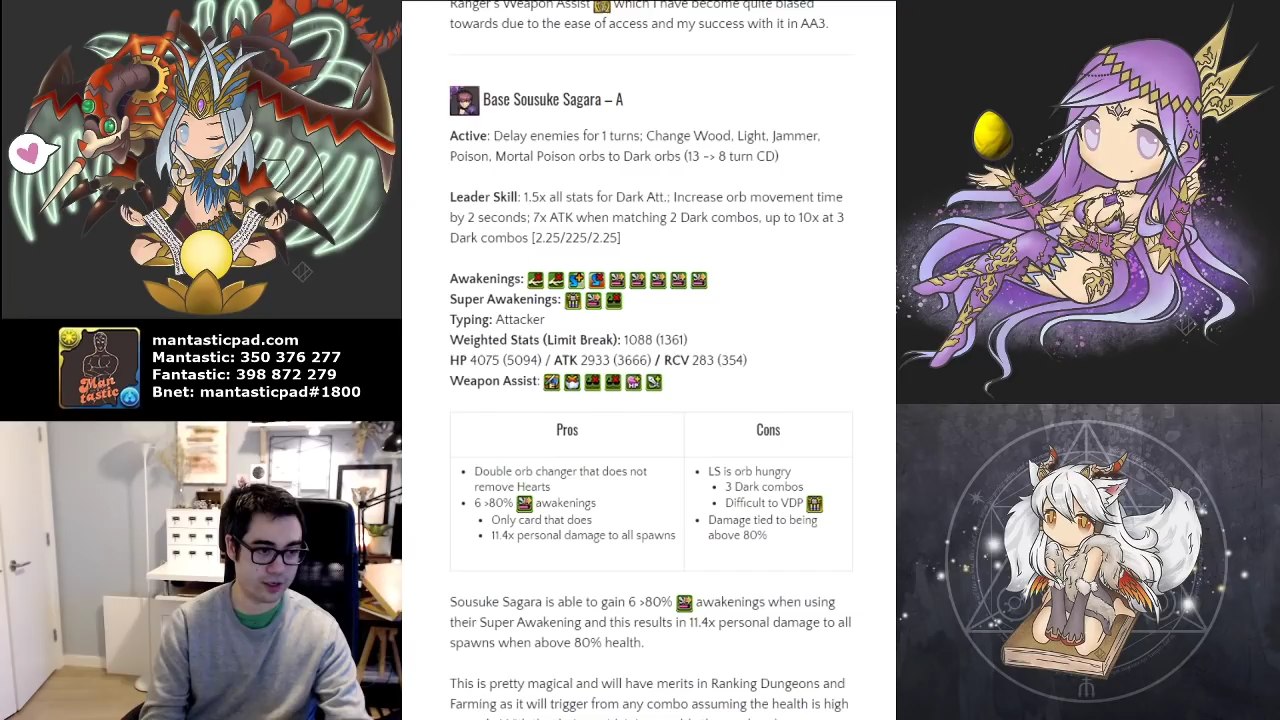 Ranger's Weapon Assist which I have become quite biased
towards due to the ease of access and my success with it in AA3.
Base Sousuke Sagara – A
Active: Delay enemies for 1 turns; Change Wood, Light, Jammer,
Poison, Mortal Poison orbs to Dark orbs (13 –> 8 turn CD)
Leader Skill: 1.5x all stats for Dark Att.; Increase orb movement time
by 2 seconds; 7x ATK when matching 2 Dark combos, up to 10x at 3
Dark combos [2.25/225/2.25]
Awakenings:
Super Awakenings:
Typing: Attacker
Weighted Stats (Limit Break): 1088 (1361)
HP 4075 (5094) / ATK 2933 (3666) / RCV 283 (354)
Weapon Assist:
Pros
Cons
Double orb changer that does not
remove Hearts
6 >80% awakenings
Only card that does
11.4x personal damage to all spawns
LS is orb hungry
3 Dark combos
Difficult to VDP
Damage tied to being
above 80%
Sousuke Sagara is able to gain 6 >80% awakenings when using
their Super Awakening and this results in 11.4x personal damage to all
spawns when above 80% health.
This is pretty magical and will have merits in Ranking Dungeons and
Farming as it will trigger from any combo assuming the health is high
Man
tastic
mantasticpad.com
Mantastic: 350 376 277
Fantastic: 398 872 279
Bnet: mantasticpad#1800